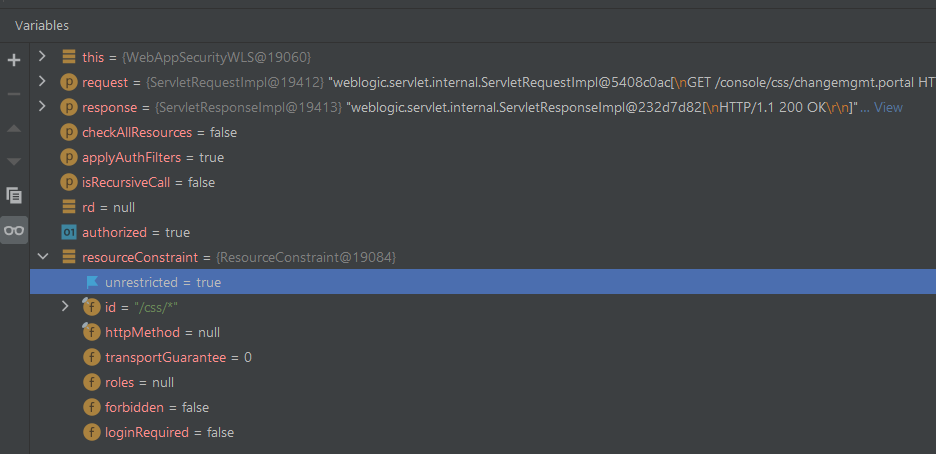 Variables
this = {WebAppSecurityWLS@19060}
request = {ServletRequestImpl@19412} "weblogic.servlet.internal.ServletRequestImpl@5408c0ac[\nGET /console/css/changemgmt.portal HT
response = {ServletResponseImpl@19413} "weblogic.servlet.internal.ServletResponseImpl@232d7d82[\nHTTP/1.1 200 OK\r\n]"... View
checkAllResources = false
applyAuthFilters = true
isRecursiveCall = false
rd = null
authorized = true
resourceConstraint = {ResourceConstraint@19084}
unrestricted = true
id = "/css/*"
httpMethod = null
transportGuarantee = 0
roles = null
forbidden = false
loginRequired = false